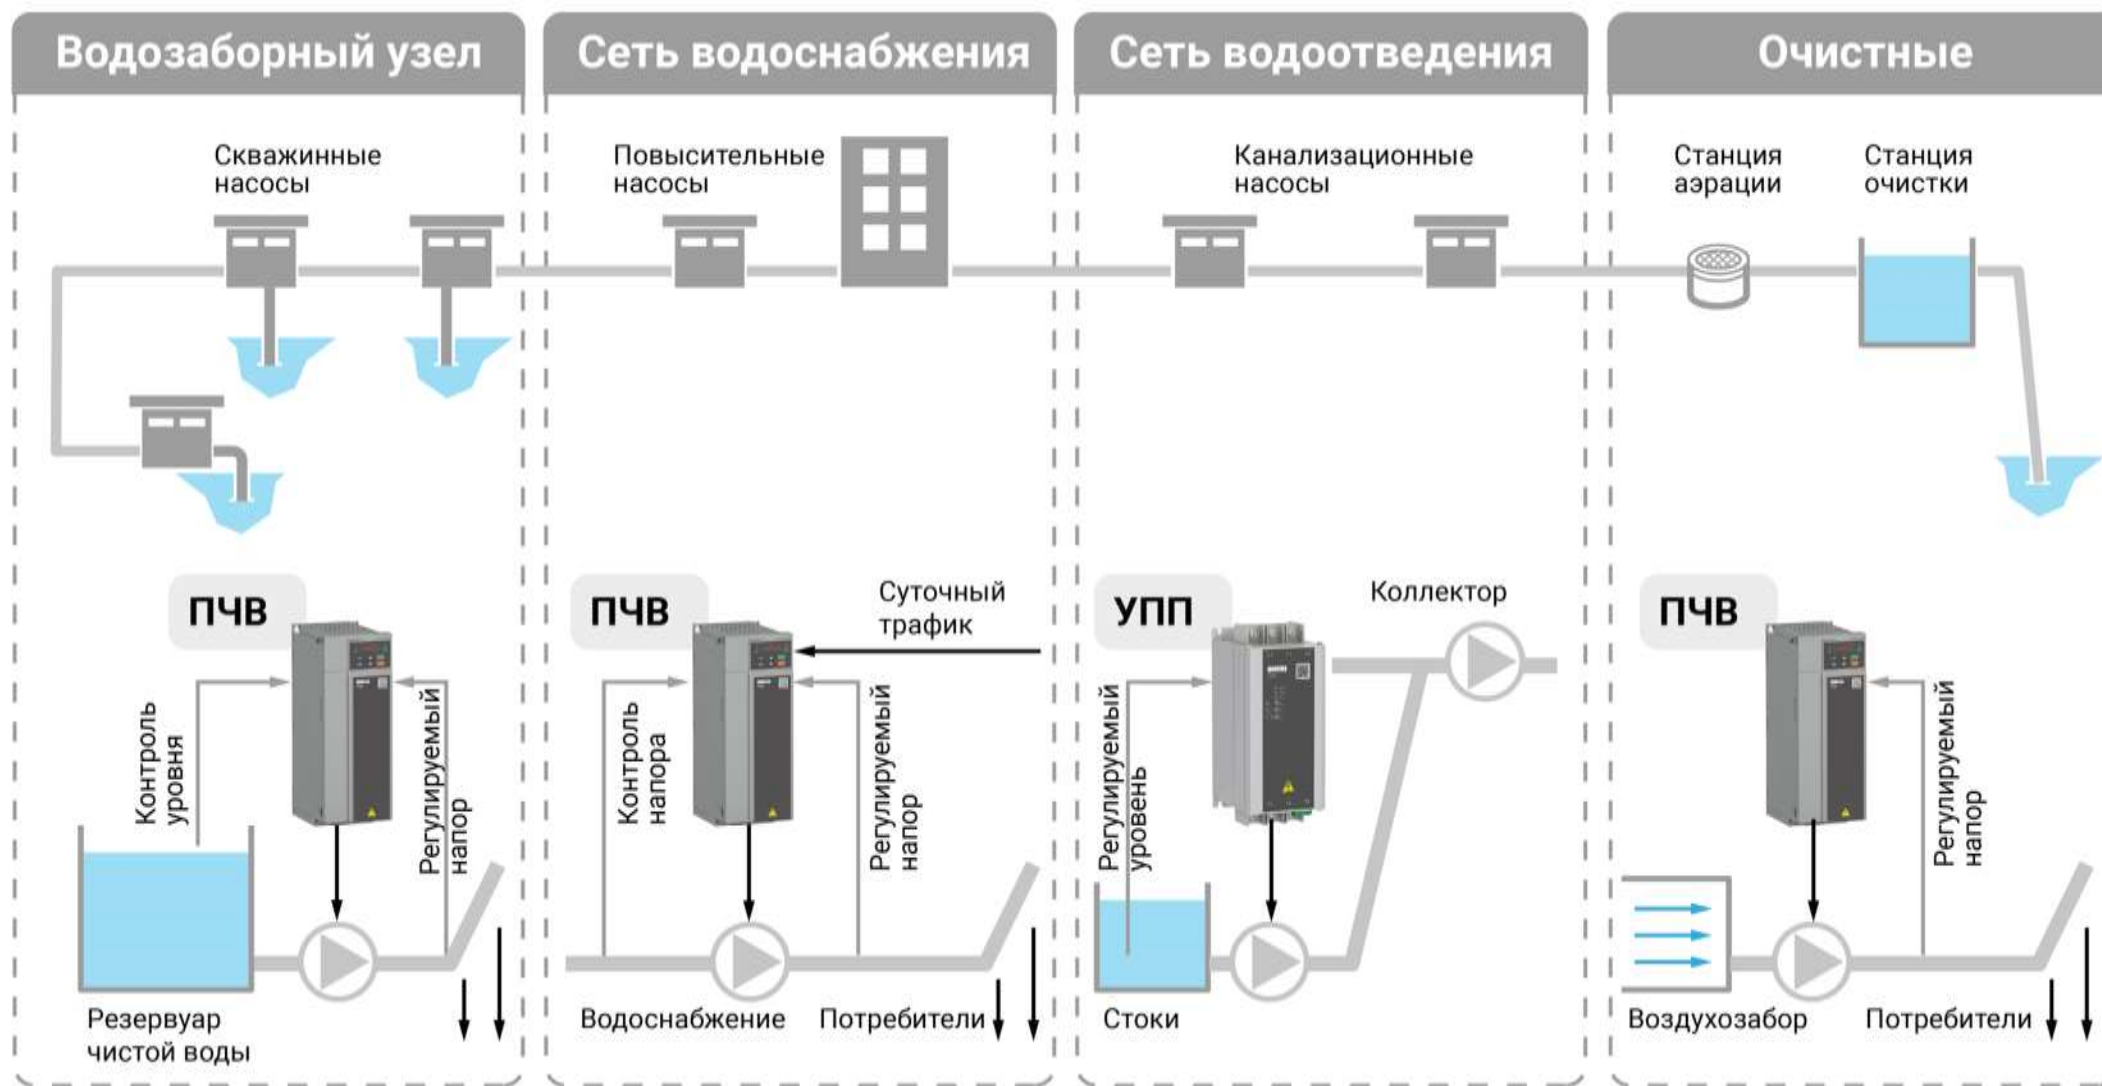 Водозаборный узел
Скважинные
насосы
ПЧВ
Контроль
уровня
Регулируемый
напор
Резервуар
чистой воды
Сеть водоснабжения
Повысительные
насосы
ПЧВ
Суточный
трафик
Контроль
напора
Регулируемый
напор
Водоснабжение
Потребители
Сеть водоотведения
Канализационные
насосы
УПП
Коллектор
Регулируемый
уровень
Стоки
Очистные
Станция
аэрации
Станция
очистки
ПЧВ
Регулируемый
напор
Воздухозабор
Потребители